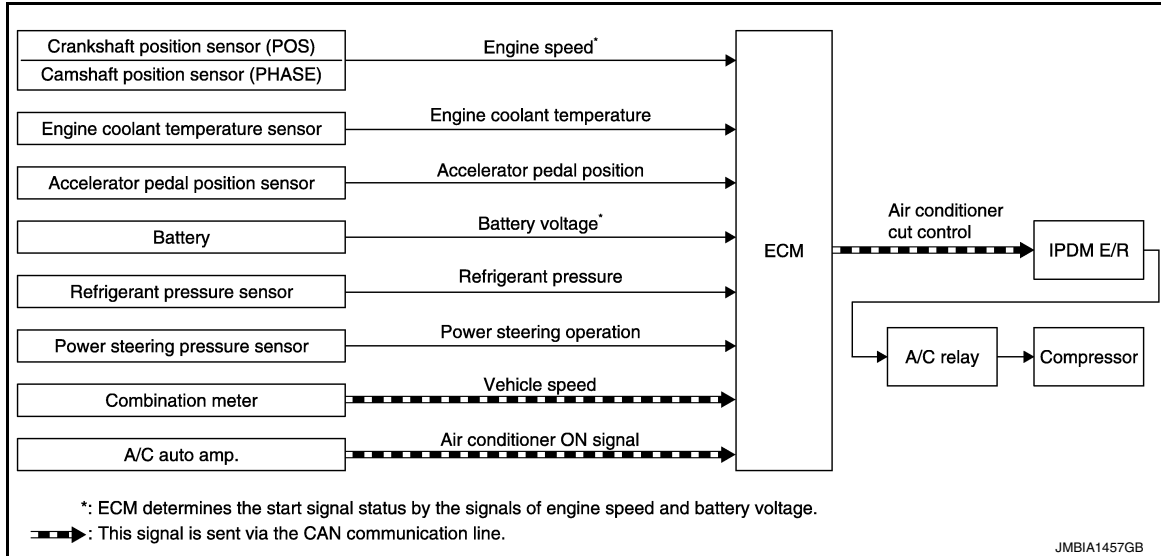 Crankshaft position sensor (POS)
Camshaft position sensor (PHASE)
Engine speed*
Engine coolant temperature sensor
Engine coolant temperature
Accelerator pedal position sensor
Accelerator pedal position
Battery
Battery voltage*
Refrigerant pressure sensor
Refrigerant pressure
Power steering pressure sensor
Power steering operation
Combination meter
Vehicle speed
A/C auto amp.
Air conditioner ON signal
ECM
Air conditioner
cut control
IPDM E/R
A/C relay
Compressor
*: ECM determines the start signal status by the signals of engine speed and battery voltage.
: This signal is sent via the CAN communication line.
JMBIA1457GB